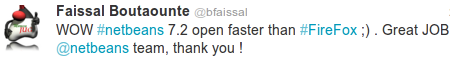 Faissal Boutaounte @bfaissal
WOW #netbeans 7.2 open faster than #FireFox ;) . Great JOB
@netbeans team, thank you !